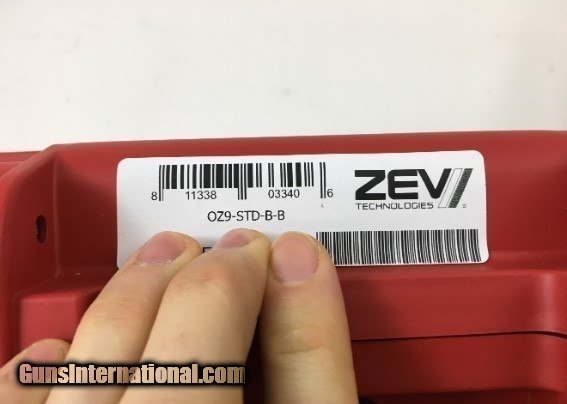 ZEV
TECHNOLOGIES ®
8 11338 03340 6
OZ9-STD-B-B
GunsInternational.com